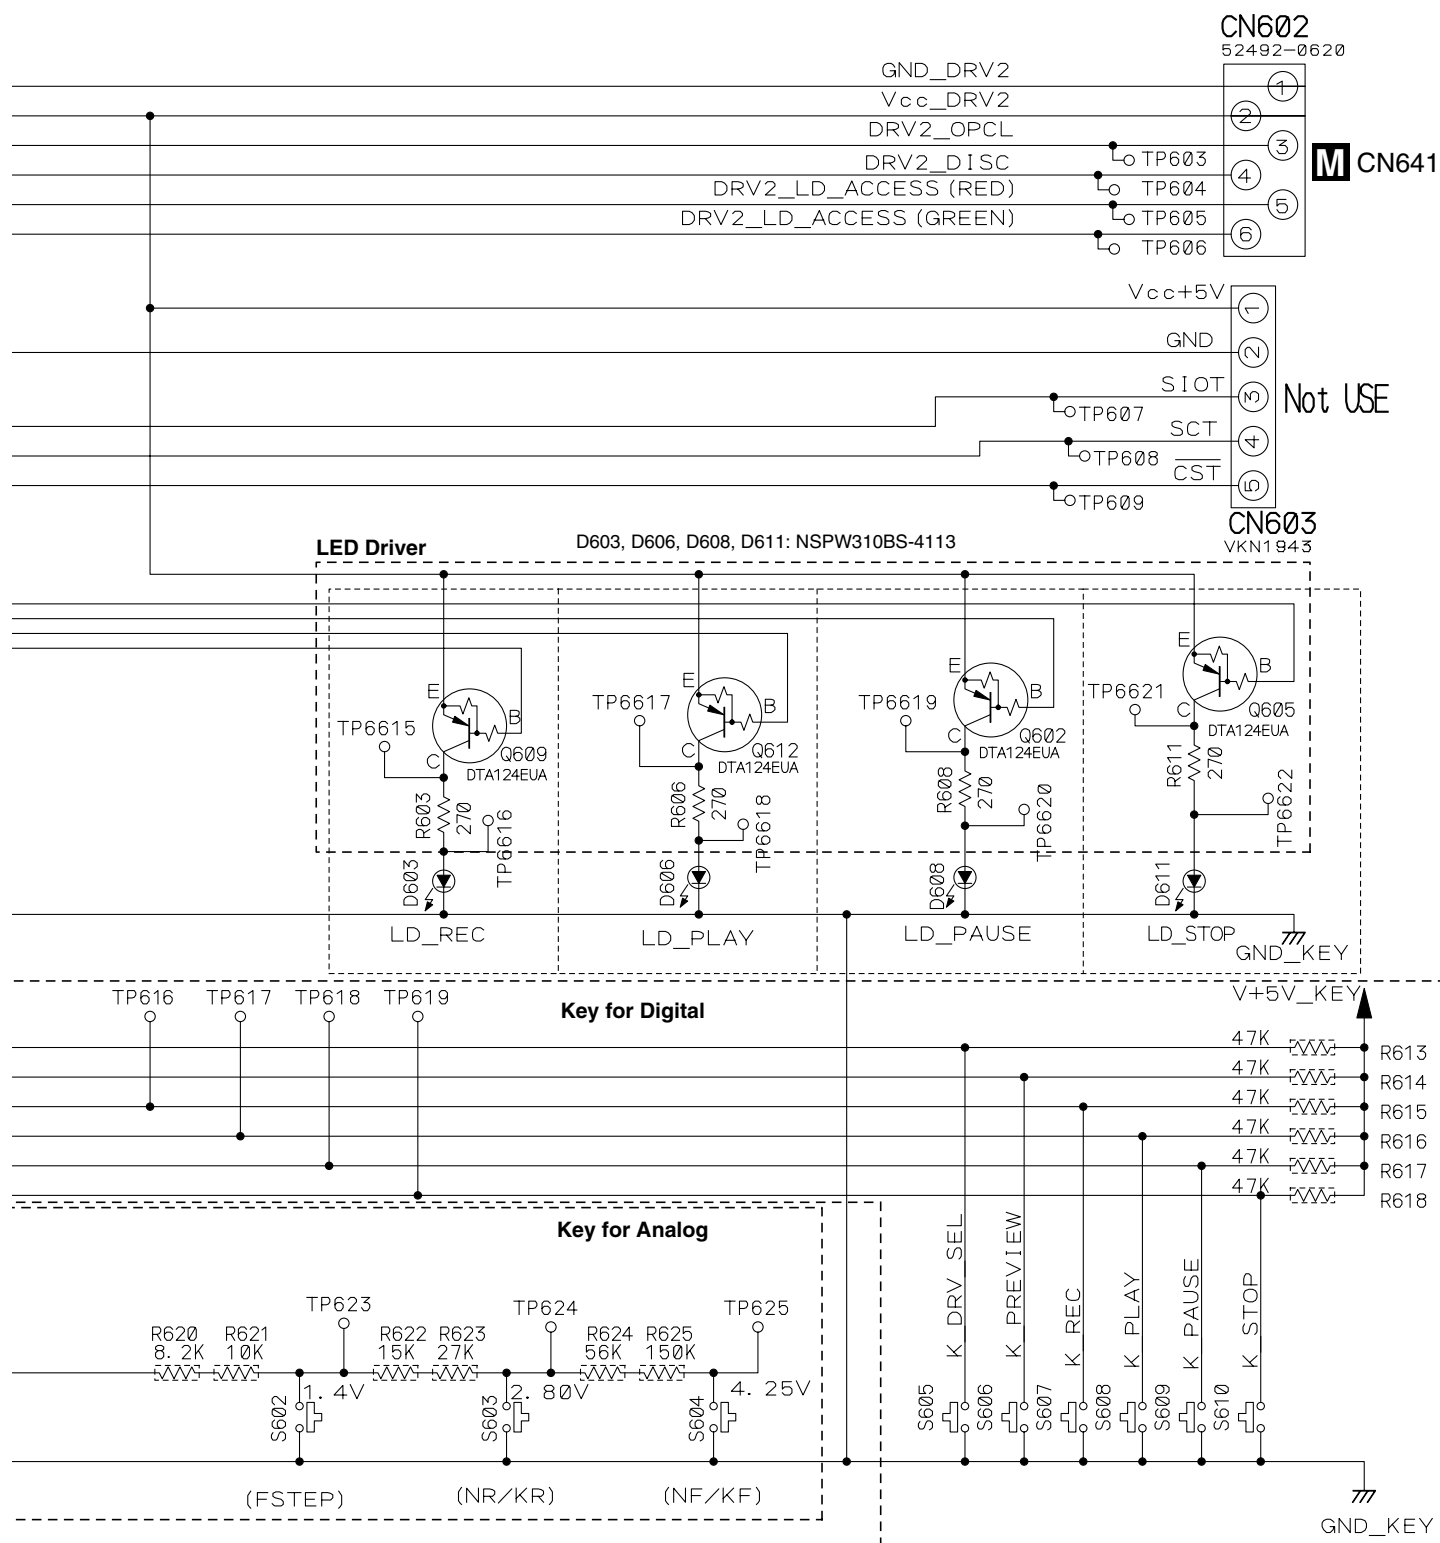 CN602
52492-0620
GND_DRV2
1
Vcc_DRV2
2
DRV2_OPCL
3
TP603
M CN641
DRV2_DISC
4
TP604
DRV2_LD_ACCESS (RED)
5
TP605
DRV2_LD_ACCESS (GREEN)
6
TP606
Vcc+5V
1
GND
2
SIOT
3
Not USE
TP607
SCT
4
TP608
CST
5
TP609
CN603
VKN1943
LED Driver
D603, D606, D608, D611: NSPW310BS-4113
E
B
C
TP6615
Q609
DTA124EUA
R603
270
TP6616
D603
LD_REC
E
B
C
TP6617
Q612
DTA124EUA
R606
270
TP6618
D606
LD_PLAY
E
B
C
TP6619
Q602
DTA124EUA
R608
270
TP6620
D608
LD_PAUSE
E
B
C
TP6621
Q605
DTA124EUA
R611
270
TP6622
D611
LD_STOP
GND_KEY
TP616 TP617 TP618 TP619
Key for Digital
V+5V_KEY
47K R613
47K R614
47K R615
47K R616
47K R617
47K R618
K DRV SEL
K PREVIEW
K REC
K PLAY
K PAUSE
K STOP
S605 S606 S607 S608 S609 S610
Key for Analog
TP623 TP624 TP625
R620 R621 R622 R623 R624 R625
8.2K 10K 15K 27K 56K 150K
1.4V 2.80V 4.25V
S602 S603 S604
(FSTEP) (NR/KR) (NF/KF)
GND_KEY